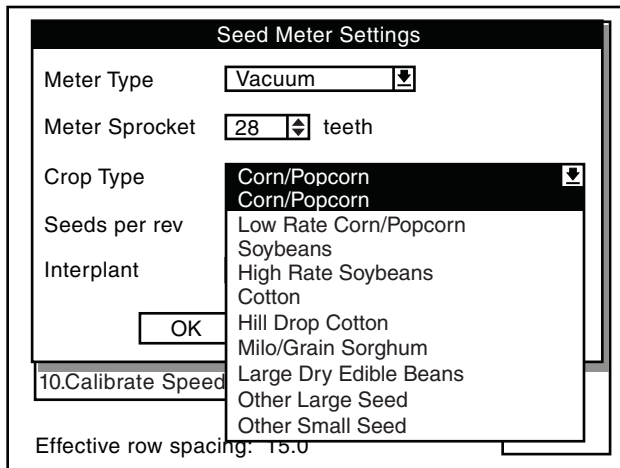 Seed Meter Settings
Meter Type Vacuum
Meter Sprocket 28 teeth
Crop Type Corn/Popcorn
Corn/Popcorn
Seeds per rev Low Rate Corn/Popcorn
Soybeans
Interplant High Rate Soybeans
Cotton
OK Hill Drop Cotton
Milo/Grain Sorghum
10.Calibrate Speed Large Dry Edible Beans
Other Large Seed
Other Small Seed
Effective row spacing: 15.0